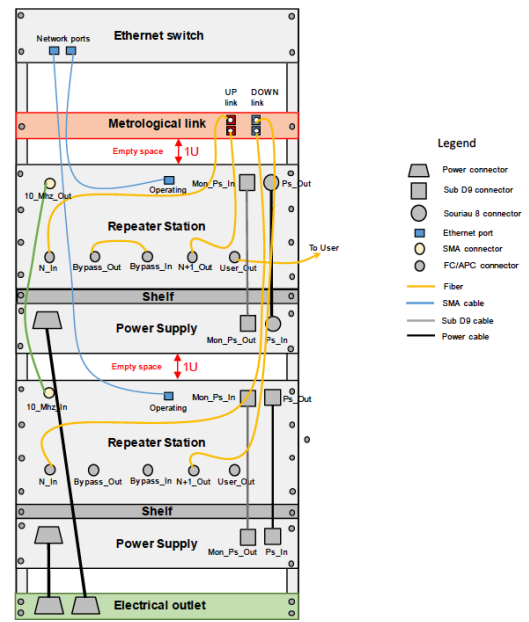 Ethernet switch
Network ports
UP link
DOWN link
Metrological link
Empty space
1U
10_Mhz_Out
Operating
Mon_Ps_In
Ps_Out
Repeater Station
N_In
Bypass_Out
Bypass_In
N+1_Out
User_Out
To User
Shelf
Power Supply
Mon_Ps_Out
Ps_In
Empty space
1U
10_Mhz_In
Operating
Mon_Ps_In
Ps_Out
Repeater Station
N_In
Bypass_Out
Bypass_In
N+1_Out
User_Out
Shelf
Power Supply
Mon_Ps_Out
Ps_In
Electrical outlet
Legend
Power connector
Sub D9 connector
Souriau 8 connector
Ethernet port
SMA connector
FC/APC connector
Fiber
SMA cable
Sub D9 cable
Power cable